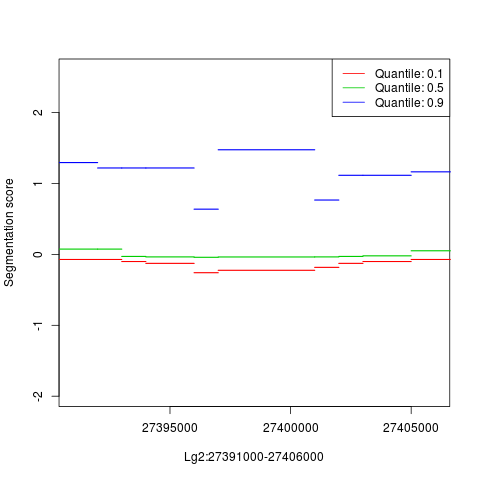 Quantile: 0.1
Quantile: 0.5
Quantile: 0.9
Segmentation score
2
1
0
-1
-2
27395000 27400000 27405000
Lg2:27391000-27406000